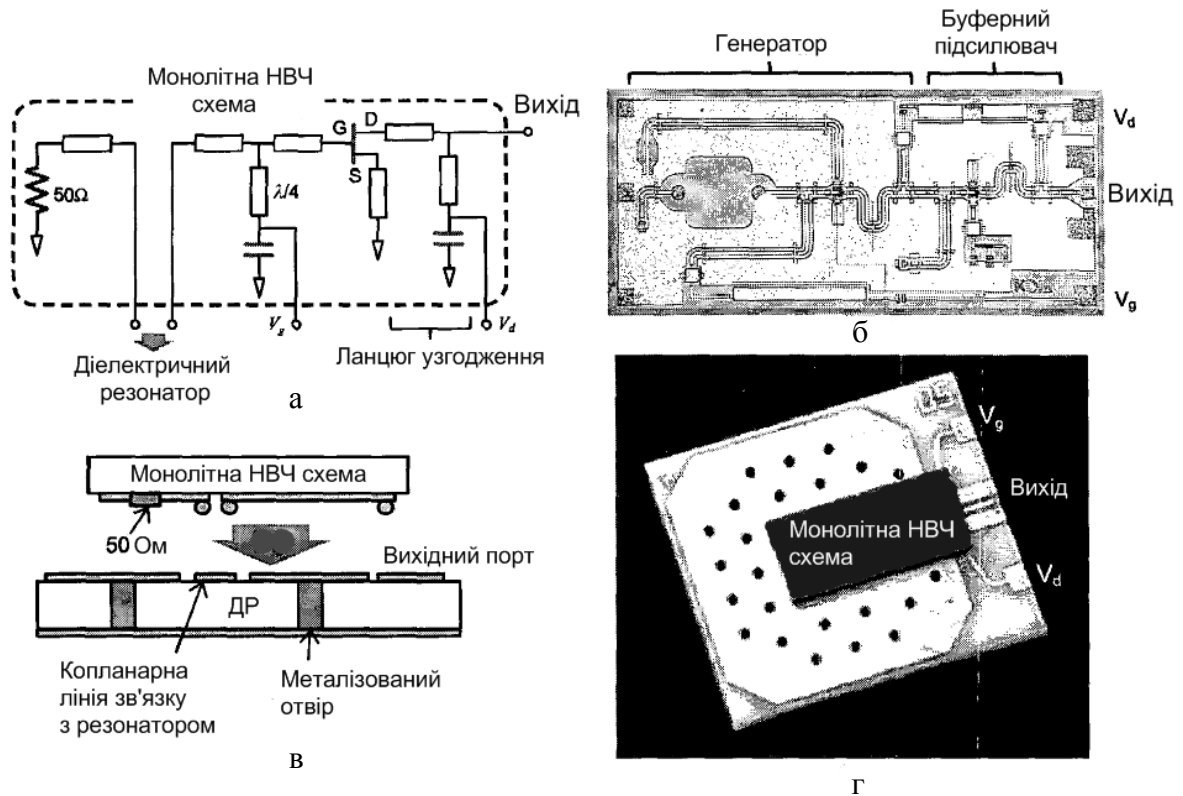 Монолітна НВЧ
схема
Вихід
G
D
S
50Ω
λ/4
Vg
Vd
Діелектричний
резонатор
Ланцюг узгодження
а
Генератор
Буферний
підсилювач
Vd
Вихід
Vg
б
Монолітна НВЧ схема
50 Ом
Вихідний порт
ДР
Копланарна
лінія зв'язку
з резонатором
Металізований
отвір
в
Vg
Вихід
Монолітна НВЧ
схема
Vd
г